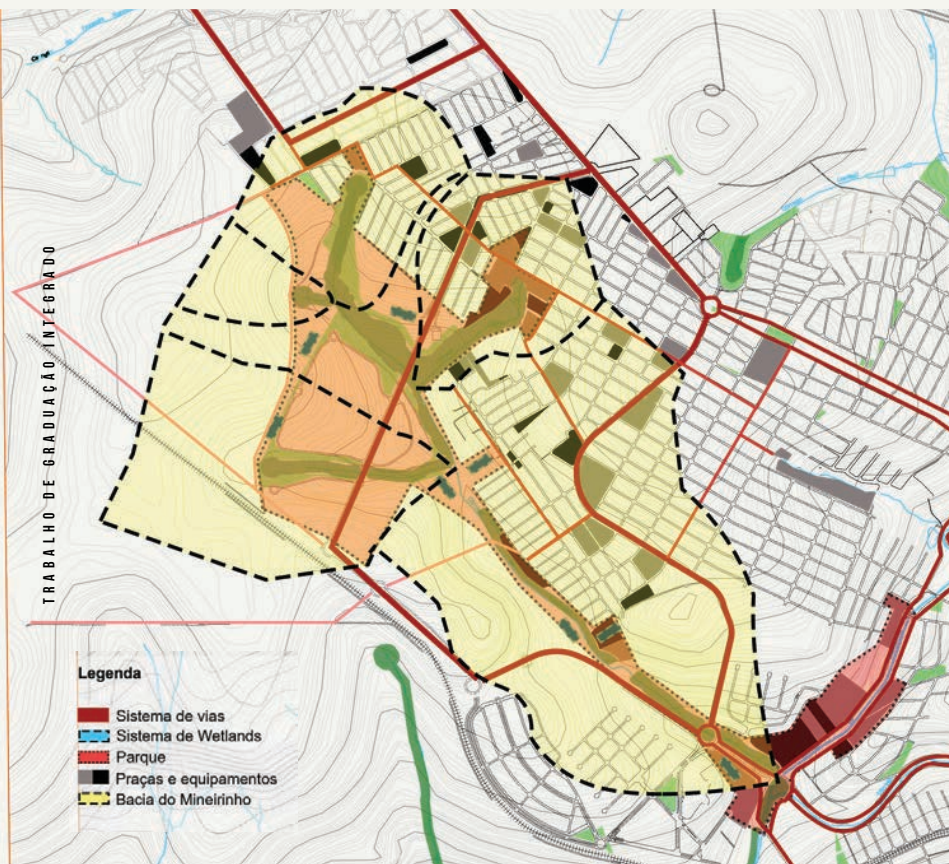 TRABALHO DE GRADUAÇÃO INTEGRADO
Legenda
Sistema de vias
Sistema de Wetlands
Parque
Praças e equipamentos
Bacia do Mineirinho